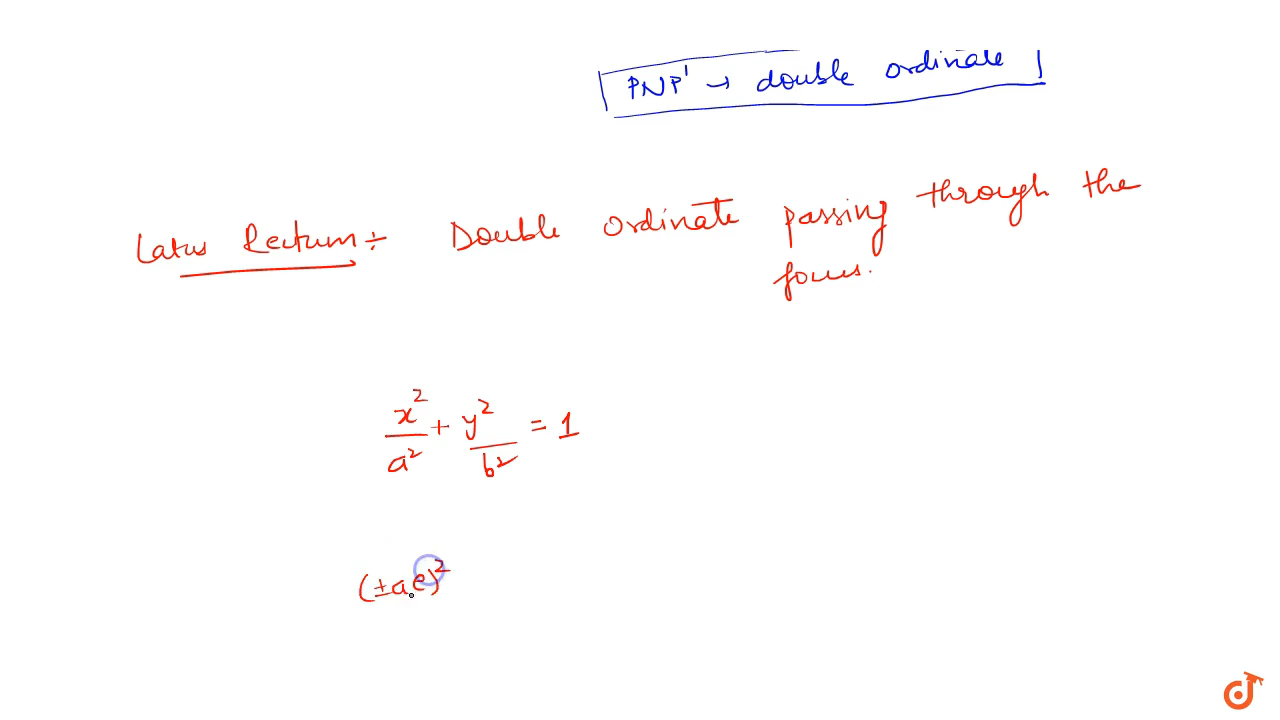 PNP' → double ordinate
Latus Rectum ÷ Double ordinate passing through the
focus.
x²/a² + y²/b² = 1
(±ae)²